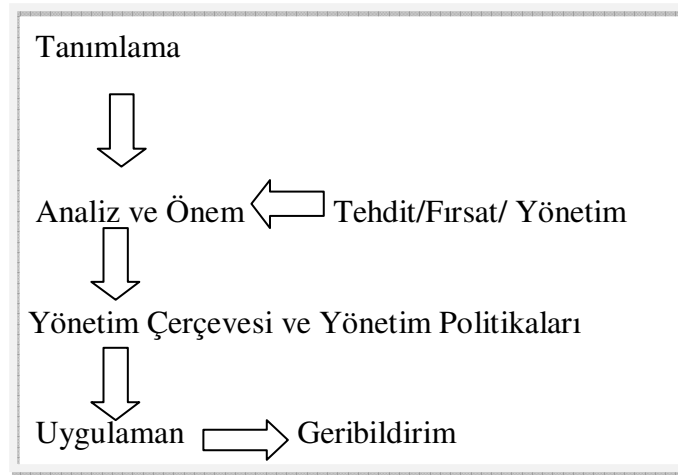 Tanımlama
Analiz ve Önem Tehdit/Fırsat/ Yönetim
Yönetim Çerçevesi ve Yönetim Politikaları
Uygulaman Geribildirim